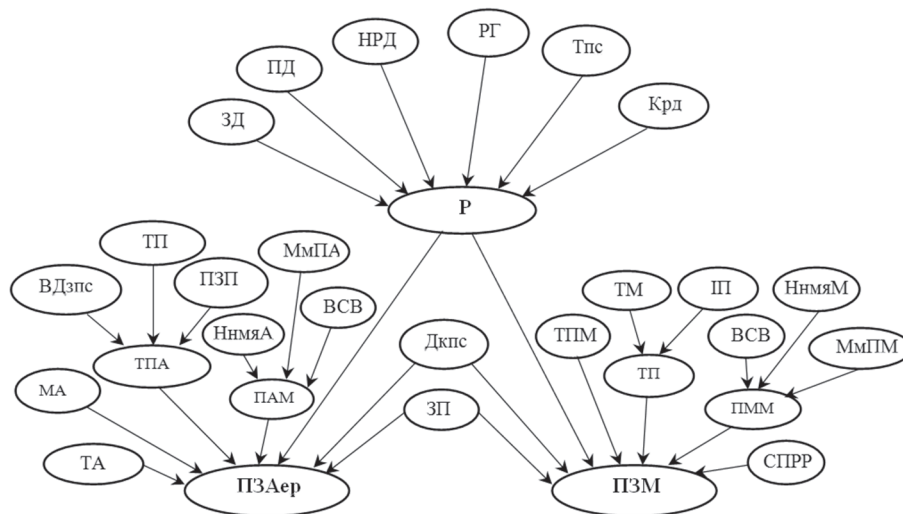 НРД
РГ
Тпс
ПД
Крд
ЗД
Р
ТП
МмПА
ВДзпс
ПЗП
ВСВ
ННмяА
ТПА
ПАМ
МА
ТА
Дкпс
ЗП
ТМ
ІП
ННмяМ
ТПМ
ВСВ
МмПМ
ТП
ПММ
СПРР
ПЗАер
ПЗМ